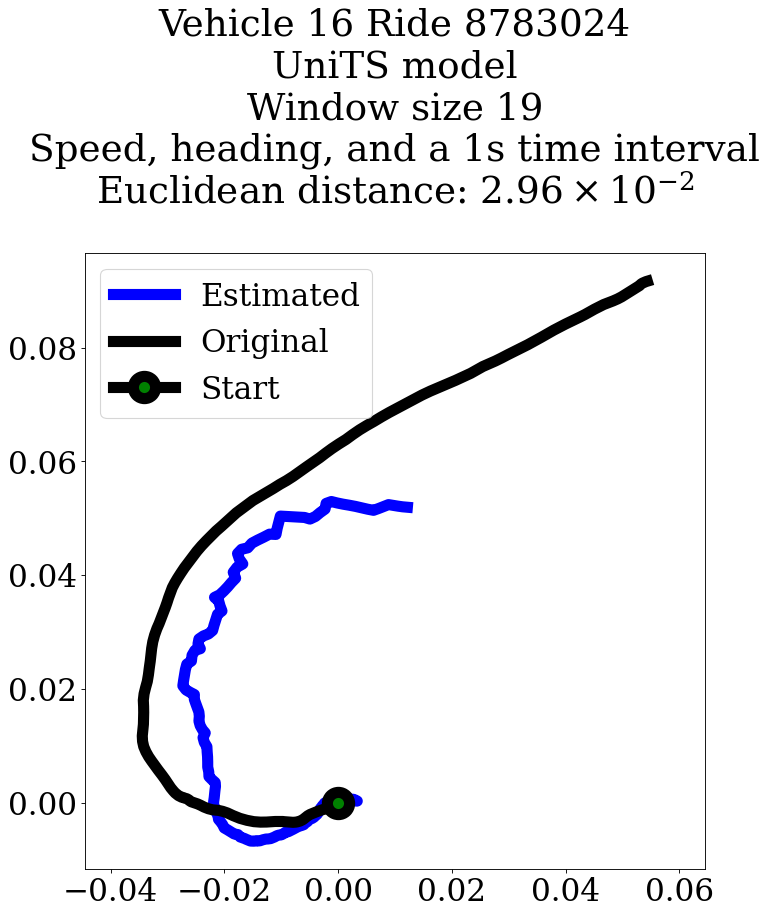 Vehicle 16 Ride 8783024
UniTS model
Window size 19
Speed, heading, and a 1s time interval
Euclidean distance: 2.96 × 10⁻²
Estimated
Original
Start
0.08
0.06
0.04
0.02
0.00
−0.04 −0.02 0.00 0.02 0.04 0.06